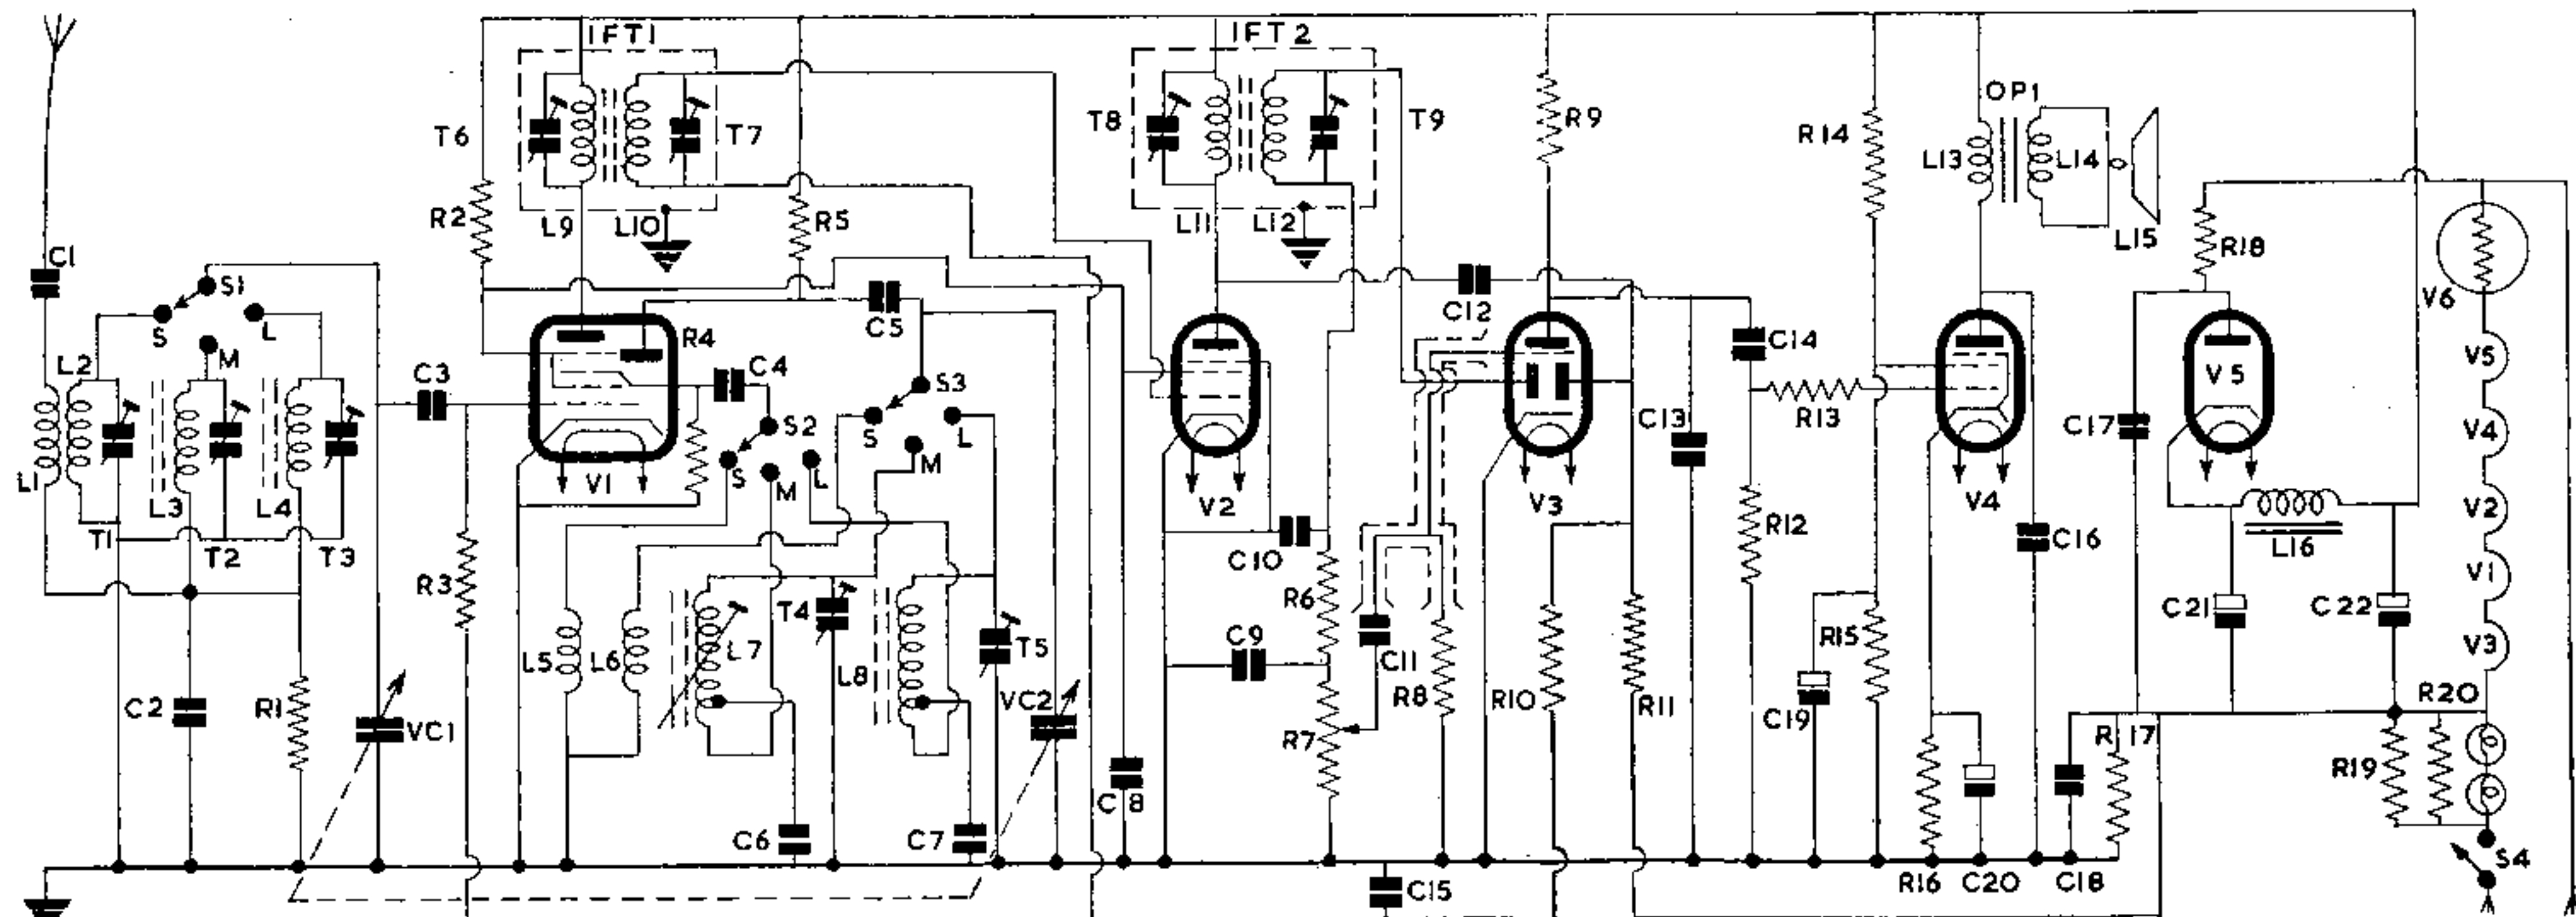 IFT1
IFT2
T6
T7
T8
T9
R9
OP1
R14
L13
L14
R2
L9
L10
R5
L11
L12
L15
R18
C1
S1
S
L
M
C5
C12
V6
L2
R4
C14
C3
C4
S3
V5
V5
S2
S
L
M
R13
C13
C17
V4
L1
L3
L4
V1
S
M
L
V2
V3
V4
V2
T1
T2
T3
R12
C16
L16
C10
V1
R3
R6
T4
C21
C22
L5
L6
L7
L8
T5
C9
C11
R8
R15
V3
R10
R11
C2
R1
VC1
VC2
R7
C19
R17
R20
R19
C8
C6
C7
C15
R16
C20
C18
S4